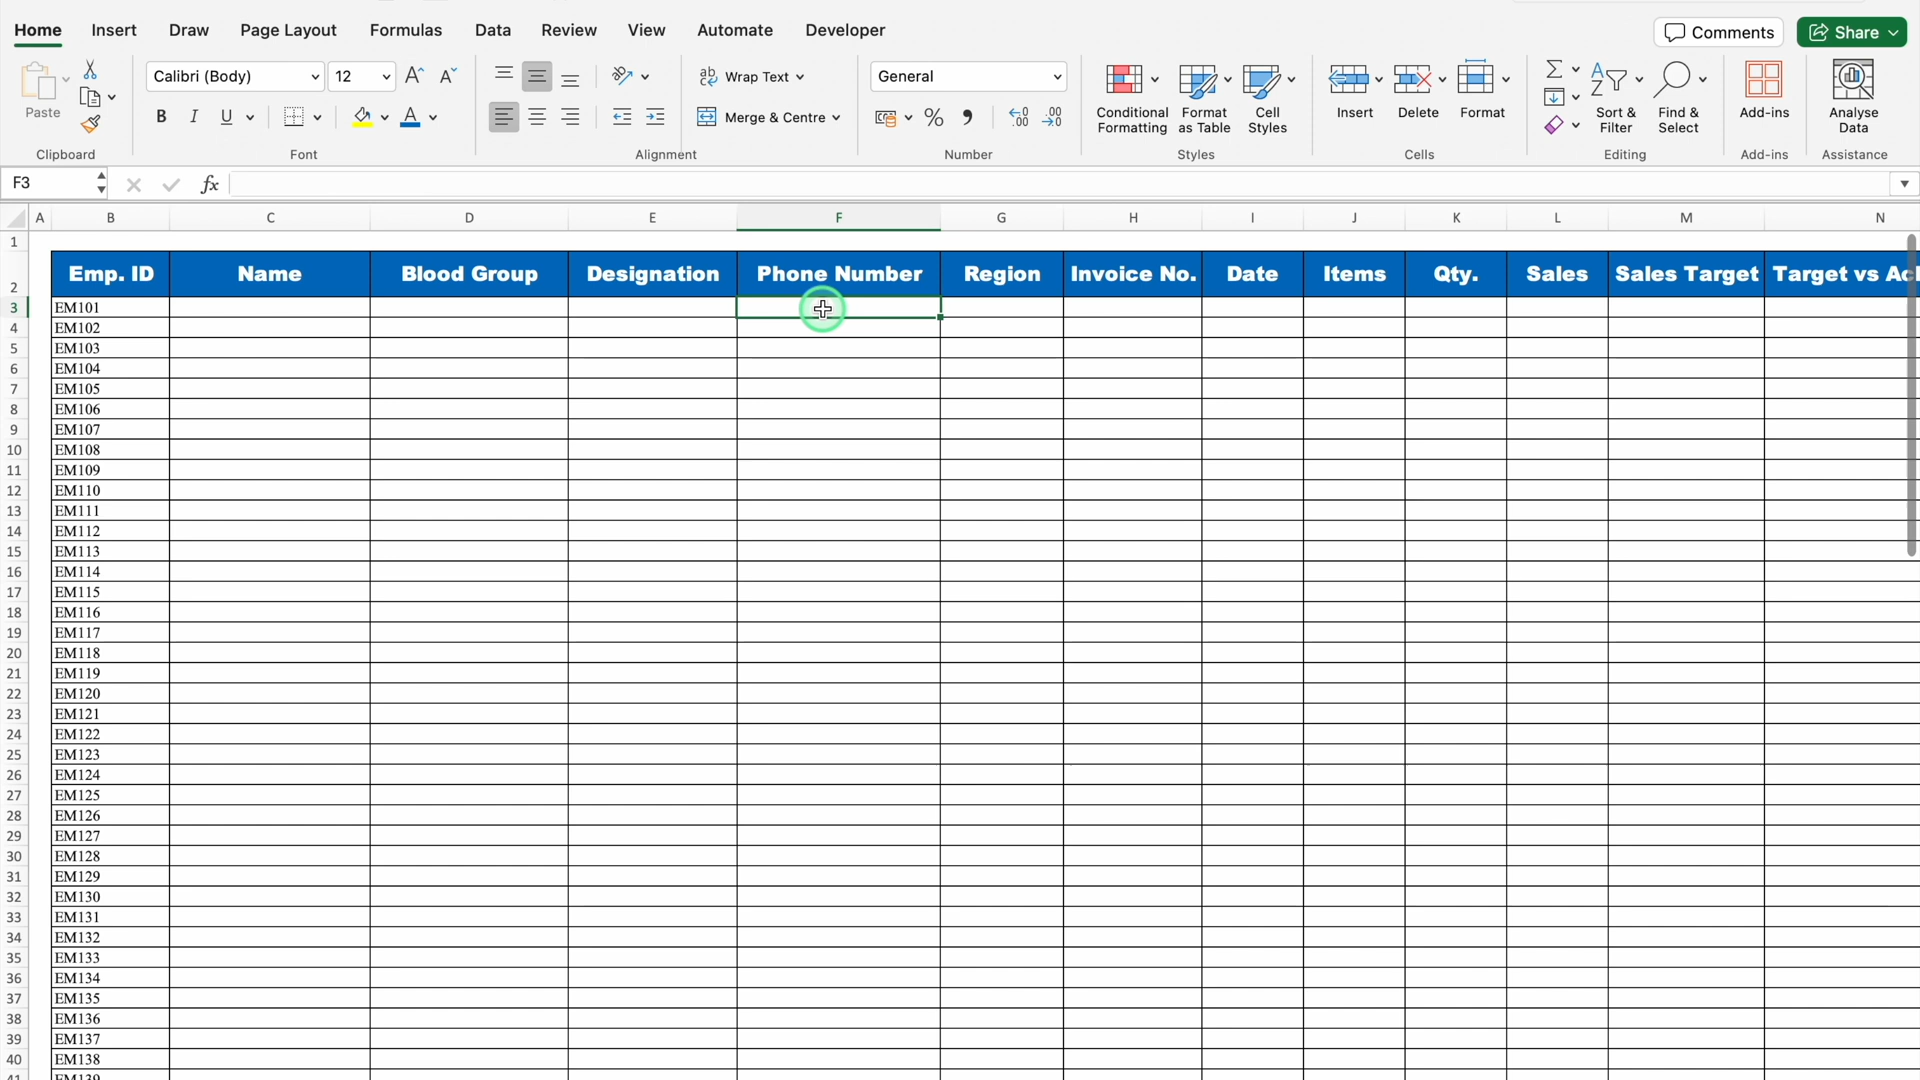 Home Insert Draw Page Layout Formulas Data Review View Automate Developer Comments Share
Calibri (Body) 12 Wrap Text General
Paste B I U Merge & Centre % Conditional Formatting Format as Table Cell Styles Insert Delete Format Sort & Filter Find & Select Add-ins Analyse Data
Clipboard Font Alignment Number Styles Cells Editing Add-ins Assistance
F3 fx
A B C D E F G H I J K L M N
1
2 Emp. ID Name Blood Group Designation Phone Number Region Invoice No. Date Items Qty. Sales Sales Target Target vs Ac
3 EM101
4 EM102
5 EM103
6 EM104
7 EM105
8 EM106
9 EM107
10 EM108
11 EM109
12 EM110
13 EM111
14 EM112
15 EM113
16 EM114
17 EM115
18 EM116
19 EM117
20 EM118
21 EM119
22 EM120
23 EM121
24 EM122
25 EM123
26 EM124
27 EM125
28 EM126
29 EM127
30 EM128
31 EM129
32 EM130
33 EM131
34 EM132
35 EM133
36 EM134
37 EM135
38 EM136
39 EM137
40 EM138
41 EM139